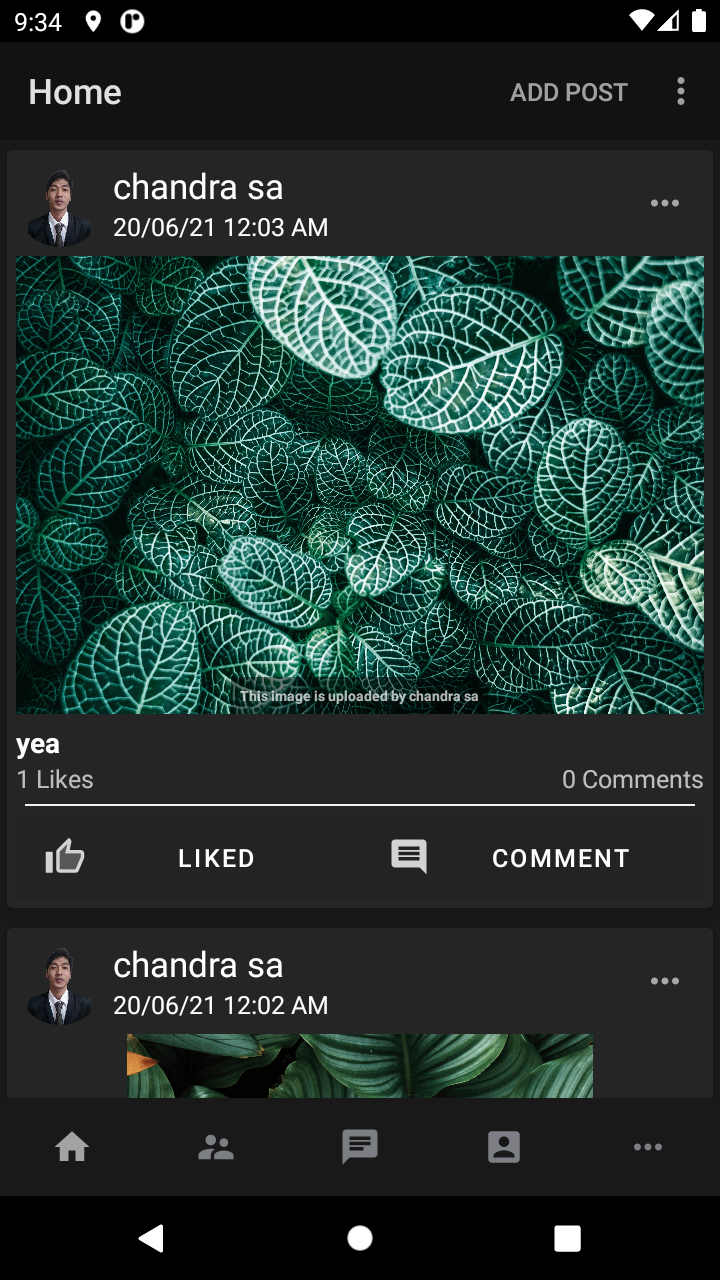 9:34
Home
ADD POST
chandra sa
20/06/21 12:03 AM
This image is uploaded by chandra sa
yea
1 Likes
0 Comments
LIKED
COMMENT
chandra sa
20/06/21 12:02 AM